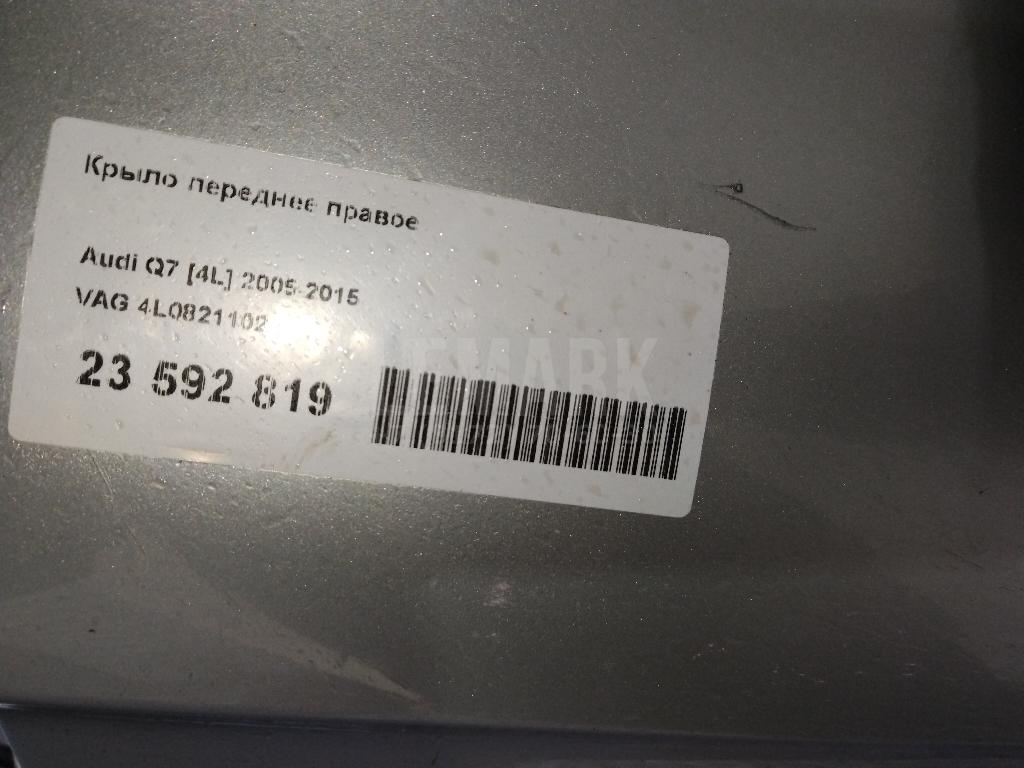 Крыло переднее правое
Audi Q7 [4L] 2005-2015
VAG 4L0821102
23 592 819